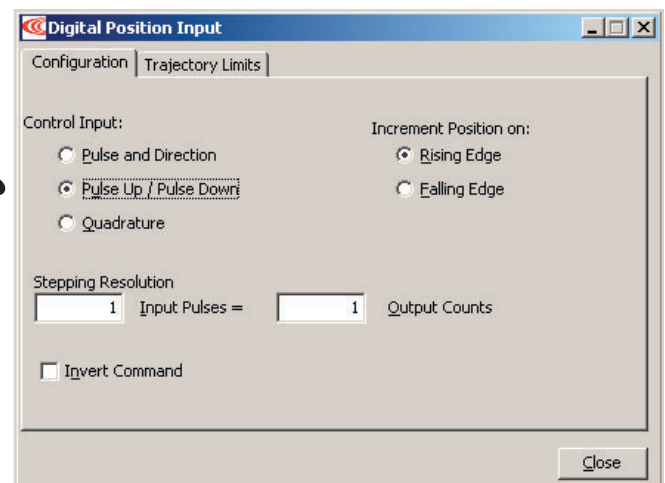 Digital Position Input
Configuration Trajectory Limits
Control Input:
Increment Position on:
Pulse and Direction
Rising Edge
Pulse Up / Pulse Down
Falling Edge
Quadrature
Stepping Resolution
1 Input Pulses = 1 Output Counts
Invert Command
Close